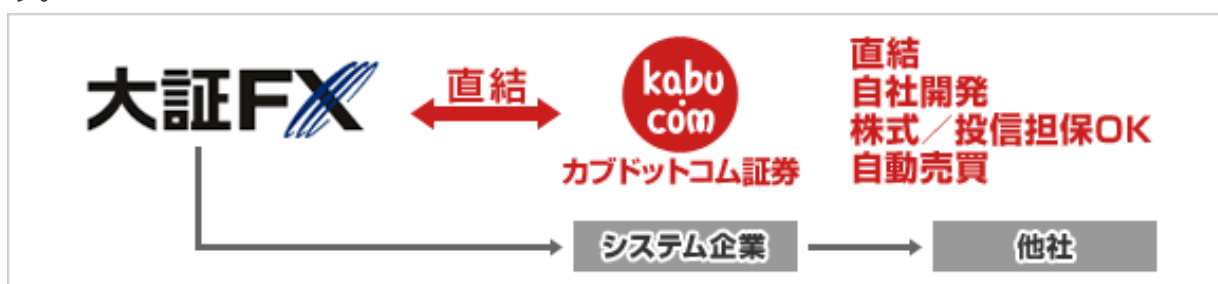 す。
大証FX
直結
kabu.com
カブドットコム証券
直結
自社開発
株式／投信担保OK
自動売買
システム企業
他社